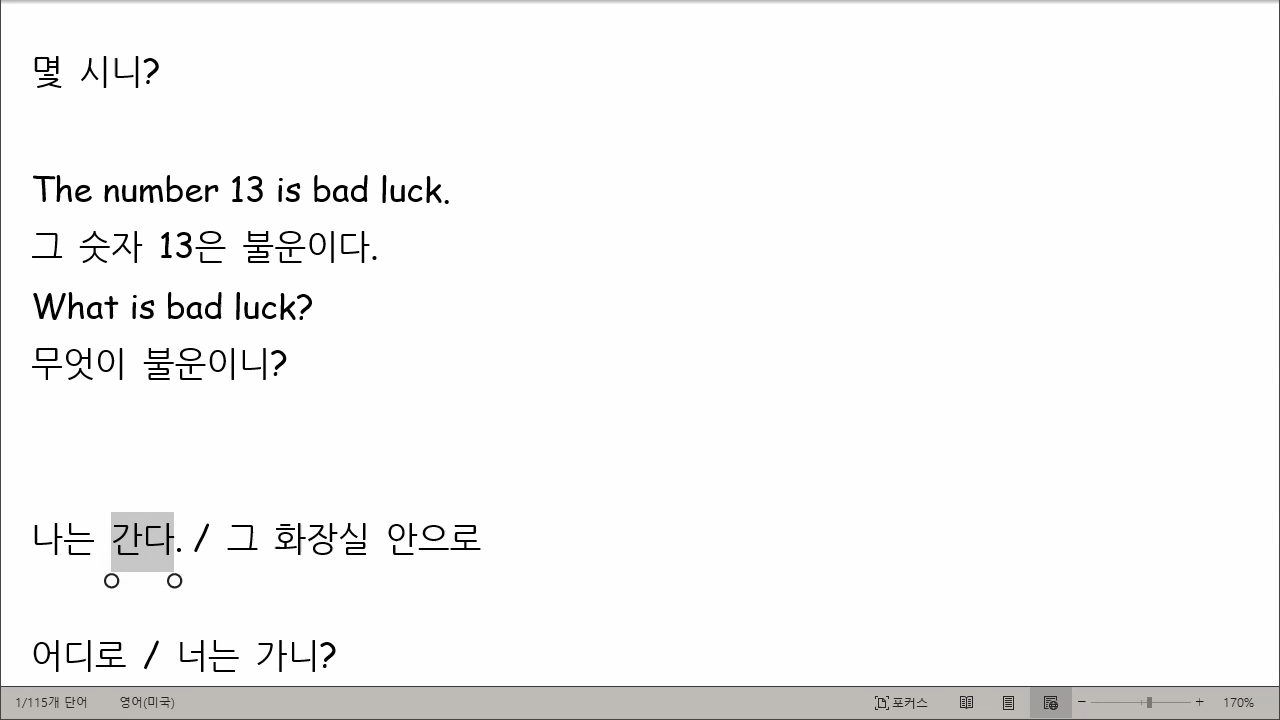 몇 시니?
The number 13 is bad luck.
그 숫자 13은 불운이다.
What is bad luck?
무엇이 불운이니?
나는 간다. / 그 화장실 안으로
어디로 / 너는 가니?
1/115개 단어 영어(미국) 포커스 170%